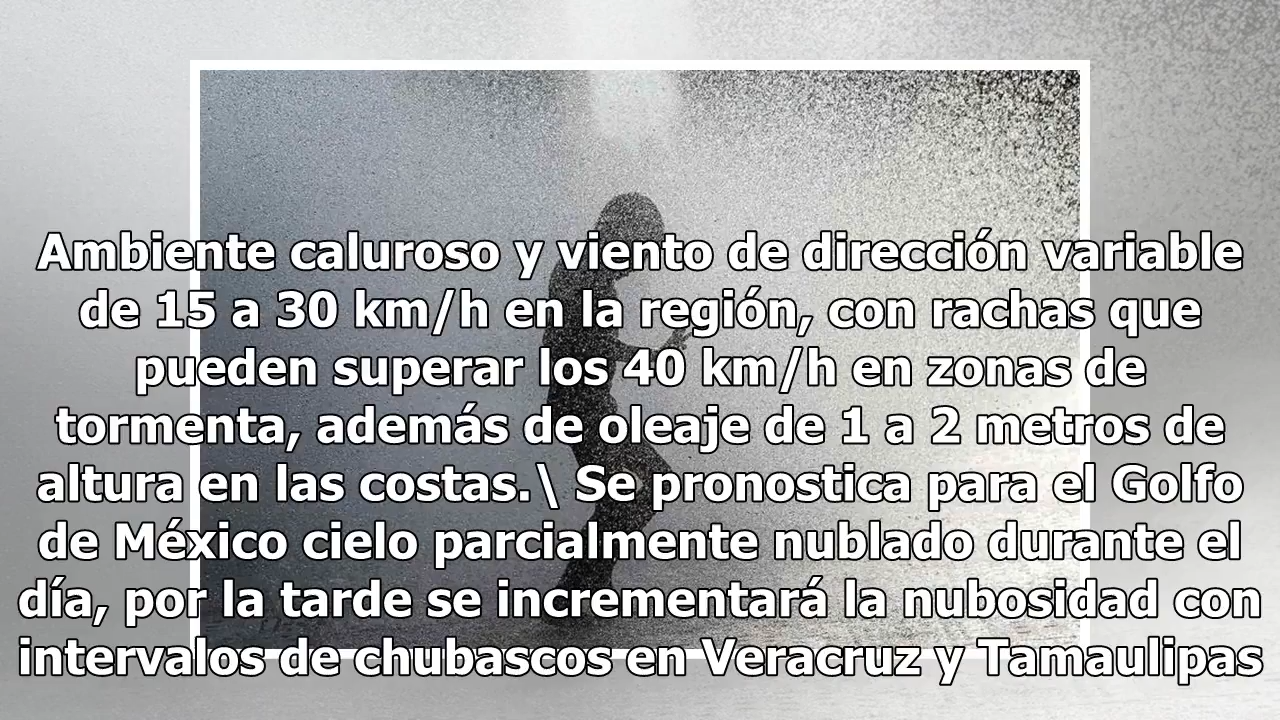 Ambiente caluroso y viento de dirección variable
de 15 a 30 km/h en la región, con rachas que
pueden superar los 40 km/h en zonas de
tormenta, además de oleaje de 1 a 2 metros de
altura en las costas.\ Se pronostica para el Golfo
de México cielo parcialmente nublado durante el
día, por la tarde se incrementará la nubosidad con
intervalos de chubascos en Veracruz y Tamaulipas